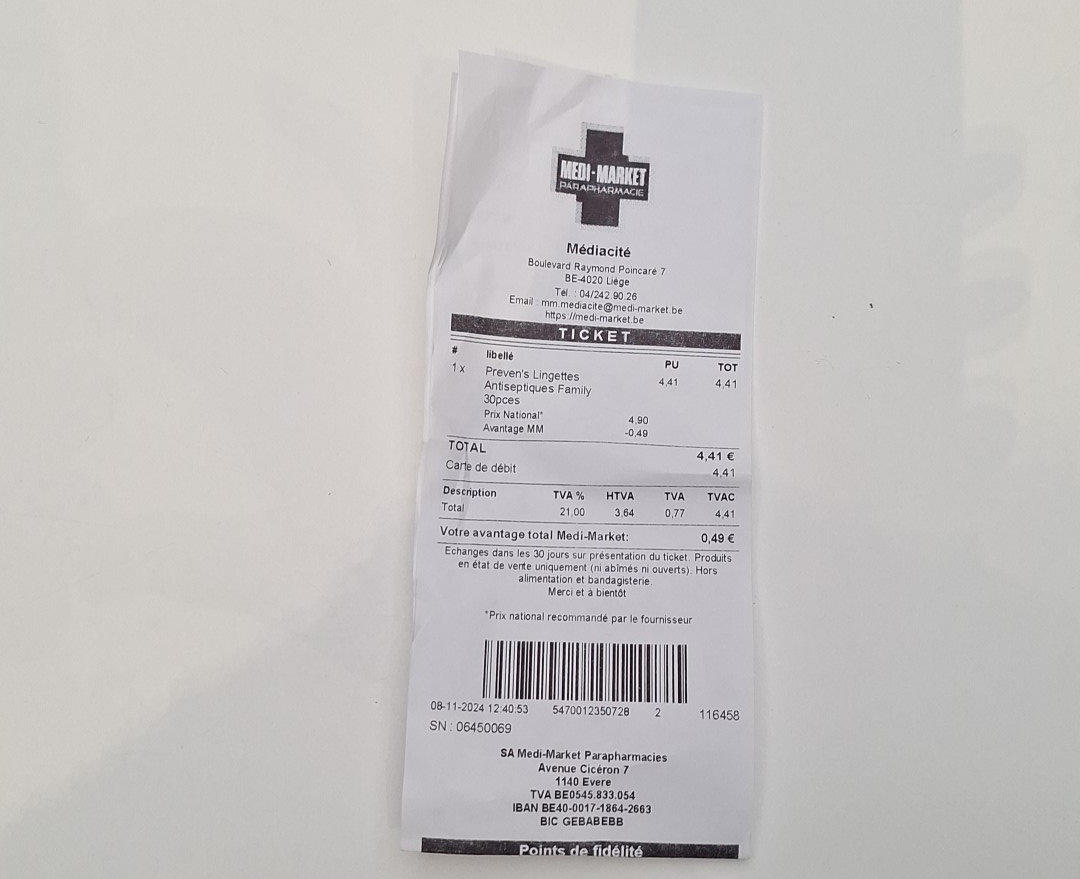 MEDI-MARKET
PARAPHARMACIE
Médiacité
Boulevard Raymond Poincaré 7
BE-4020 Liège
Tél. : 04/242.90.26
Email : mm.mediacite@medi-market.be
https://medi-market.be
TICKET
# libellé PU TOT
1 x Preven's Lingettes 4,41 4,41
Antiseptiques Family
30pces
Prix National* 4,90
Avantage MM -0,49
TOTAL 4,41 €
Carte de débit 4,41
Description TVA % HTVA TVA TVAC
Total 21,00 3,64 0,77 4,41
Votre avantage total Medi-Market: 0,49 €
Echanges dans les 30 jours sur présentation du ticket. Produits
en état de vente uniquement (ni abîmés ni ouverts). Hors
alimentation et bandagisterie.
Merci et à bientôt
*Prix national recommandé par le fournisseur
08-11-2024 12:40:53 5470012350728 2 116458
SN : 06450069
SA Medi-Market Parapharmacies
Avenue Cicéron 7
1140 Evere
TVA BE0545.833.054
IBAN BE40-0017-1864-2663
BIC GEBABEBB
Points de fidélité